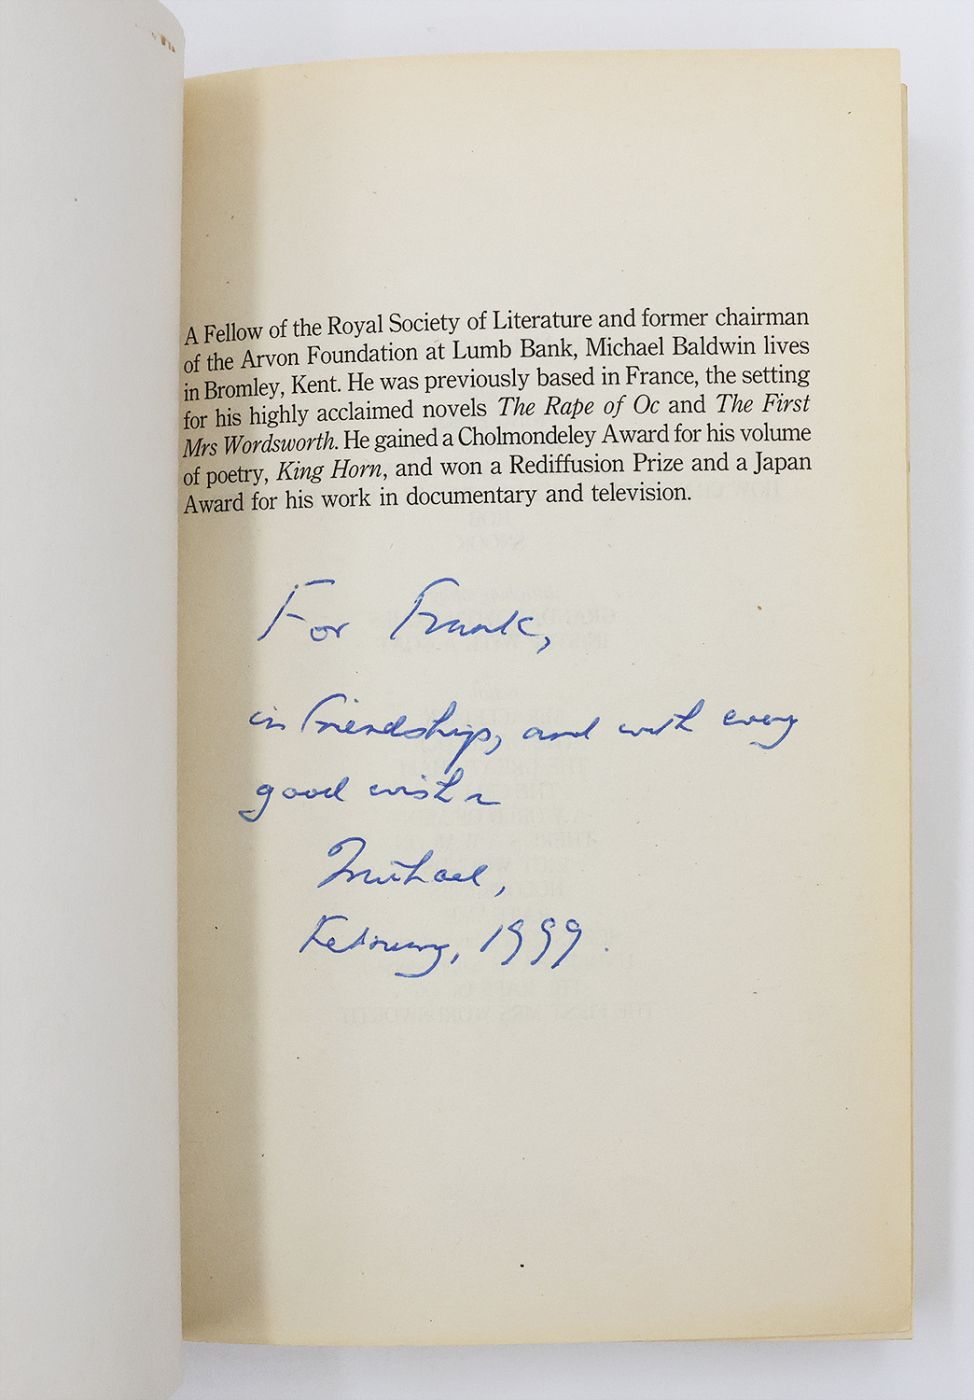 A Fellow of the Royal Society of Literature and former chairman
of the Arvon Foundation at Lumb Bank, Michael Baldwin lives
in Bromley, Kent. He was previously based in France, the setting
for his highly acclaimed novels The Rape of Oc and The First
Mrs Wordsworth. He gained a Cholmondeley Award for his volume
of poetry, King Horn, and won a Rediffusion Prize and a Japan
Award for his work in documentary and television.
For Frank,
in friendship, and with every
good wish
Michael,
February, 1999.